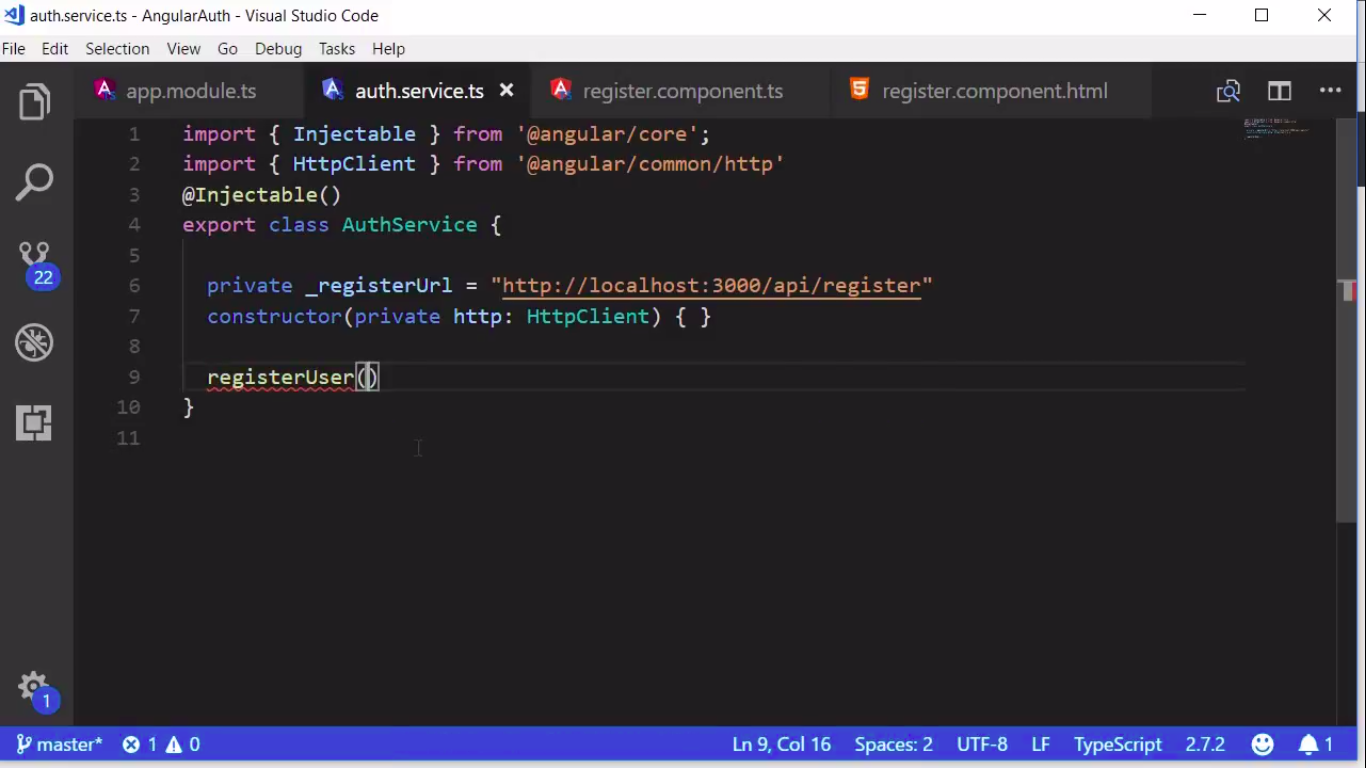 auth.service.ts - AngularAuth - Visual Studio Code
File Edit Selection View Go Debug Tasks Help
app.module.ts auth.service.ts register.component.ts register.component.html
1 import { Injectable } from '@angular/core';
2 import { HttpClient } from '@angular/common/http'
3 @Injectable()
4 export class AuthService {
5
6 private _registerUrl = "http://localhost:3000/api/register"
7 constructor(private http: HttpClient) { }
8
9 registerUser()
10 }
11
22
1
master* 1 0 Ln 9, Col 16 Spaces: 2 UTF-8 LF TypeScript 2.7.2 1